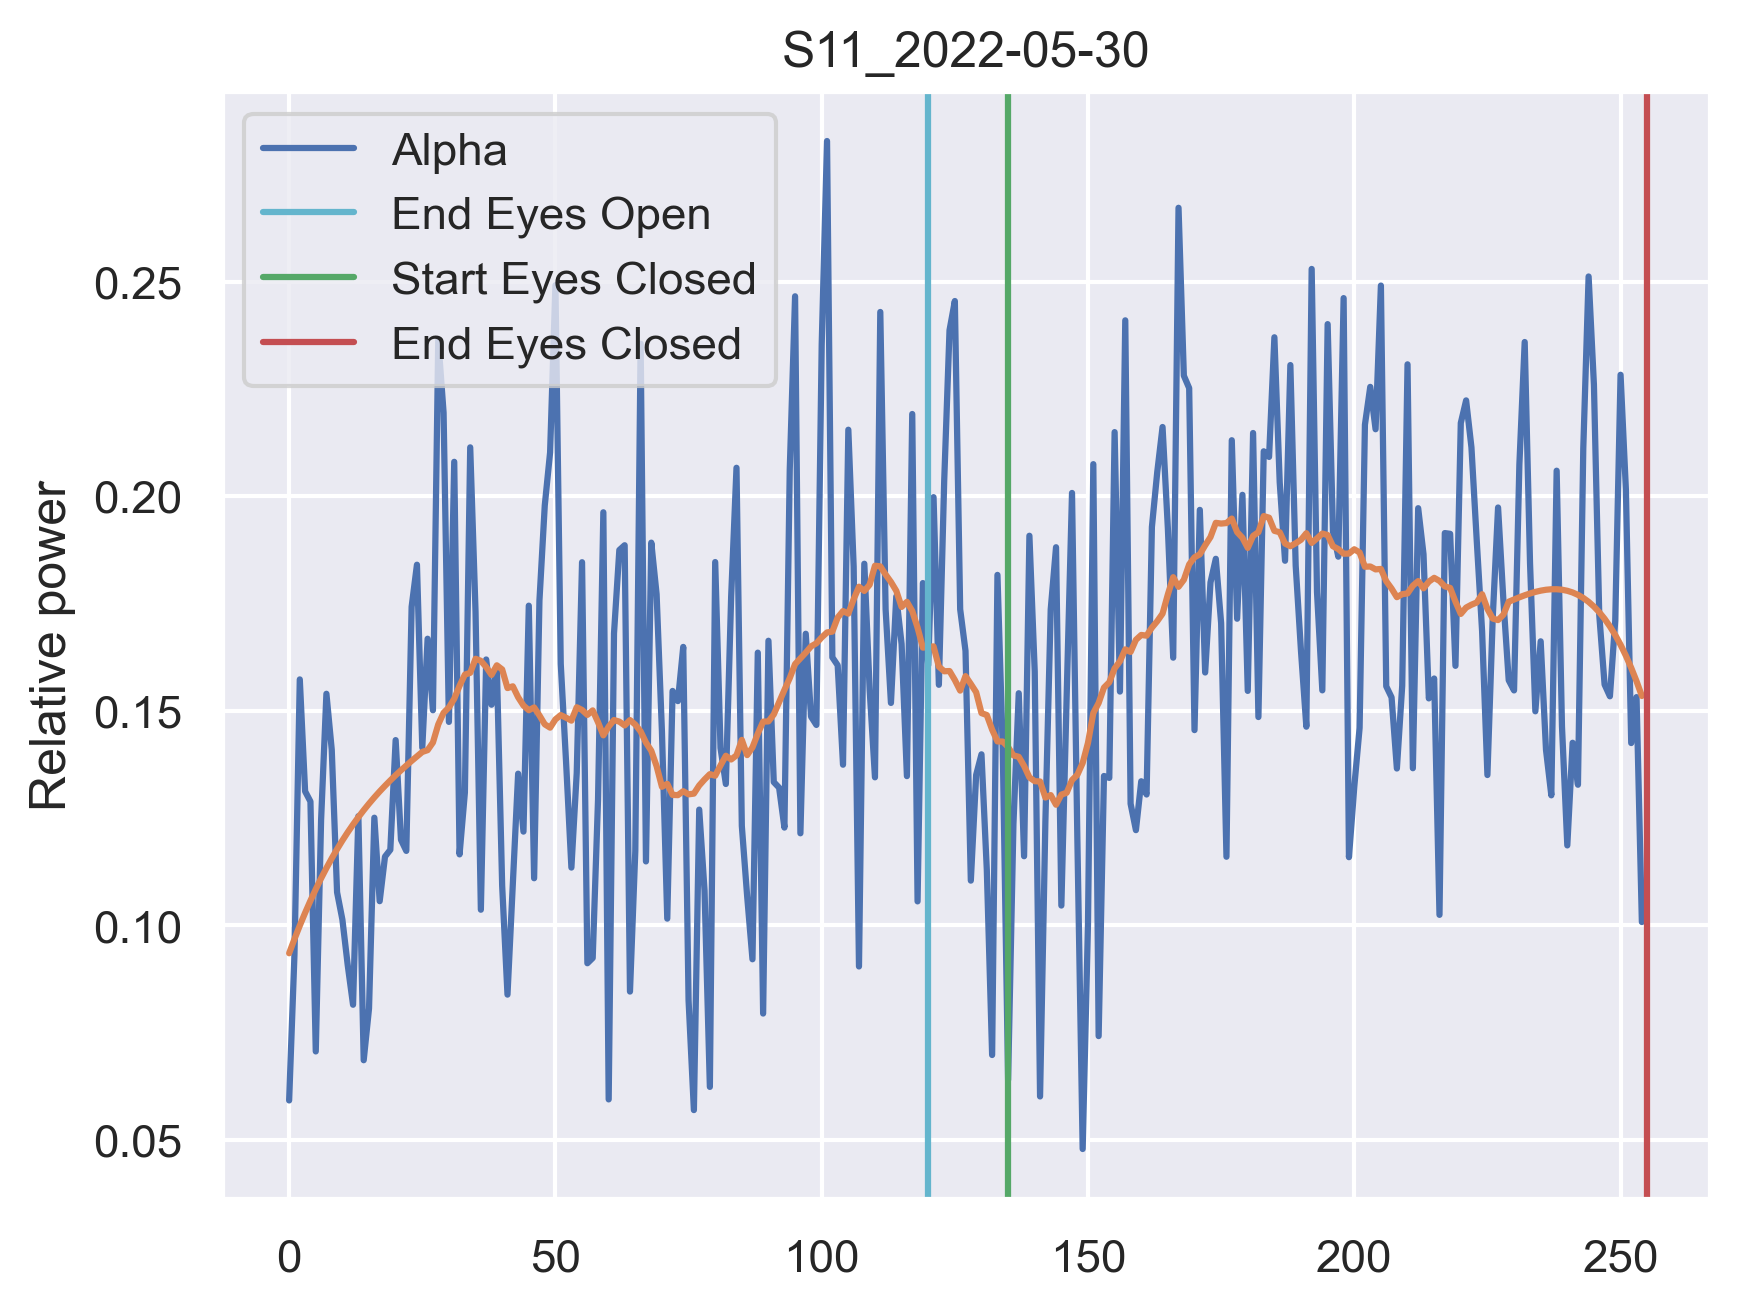 S11_2022-05-30
Alpha
End Eyes Open
Start Eyes Closed
End Eyes Closed
Relative power
0.25
0.20
0.15
0.10
0.05
0 50 100 150 200 250